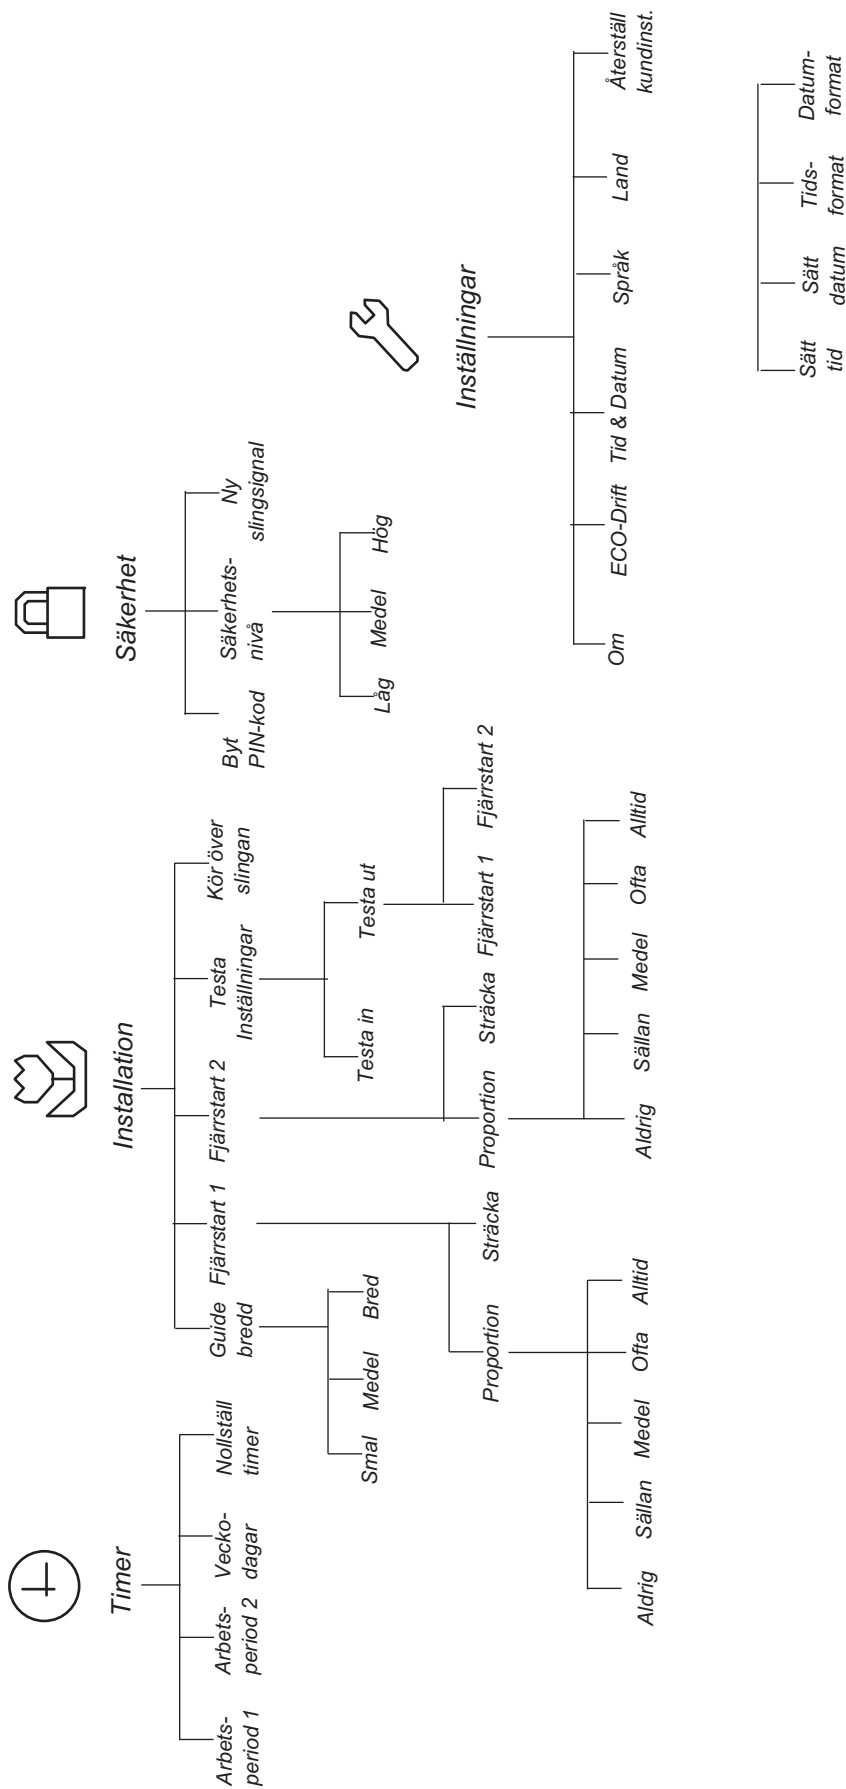 Timer
Arbets-
period 1
Arbets-
period 2
Vecko-
dagar
Nollställ
timer
Installation
Guide
bredd
Fjärrstart 1
Fjärrstart 2
Testa
Inställningar
Kör över
slingan
Smal
Medel
Bred
Testa in
Testa ut
Proportion
Sträcka
Proportion
Sträcka
Fjärrstart 1
Fjärrstart 2
Aldrig
Sällan
Medel
Ofta
Alltid
Aldrig
Sällan
Medel
Ofta
Alltid
Säkerhet
Byt
PIN-kod
Säkerhets-
nivå
Ny
slingsignal
Låg
Medel
Hög
Inställningar
Om
ECO-Drift
Tid & Datum
Språk
Land
Återställ
kundinst.
Sätt
tid
Sätt
datum
Tids-
format
Datum-
format